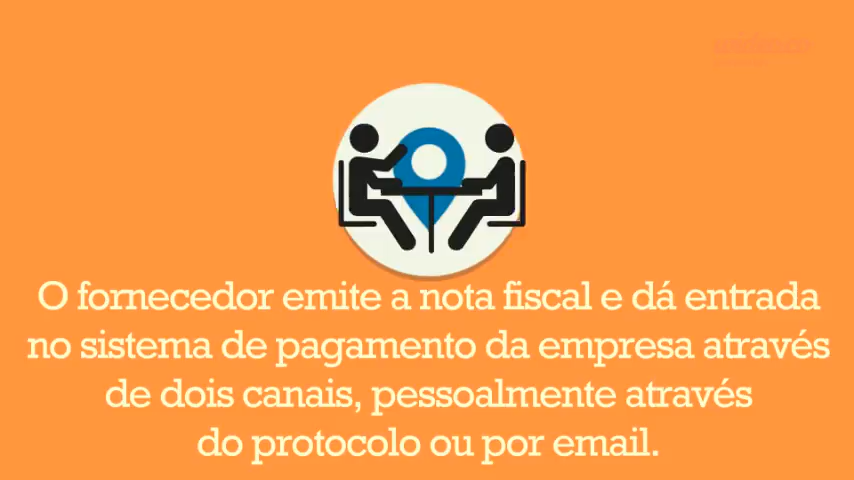 O fornecedor emite a nota fiscal e dá entrada
no sistema de pagamento da empresa através
de dois canais, pessoalmente através
do protocolo ou por email.